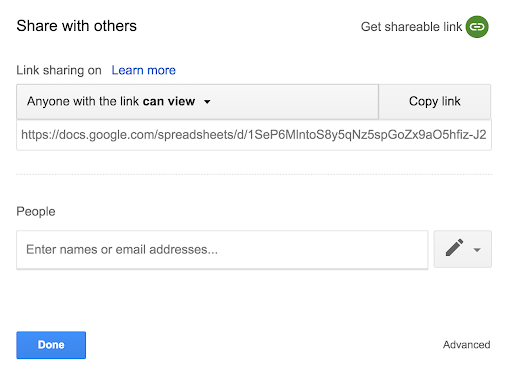 Share with others
Get shareable link
Link sharing on Learn more
Anyone with the link can view
Copy link
https://docs.google.com/spreadsheets/d/1SeP6MlntoS8y5qNz5spGoZx9aO5hfiz-J2
People
Enter names or email addresses...
Done
Advanced